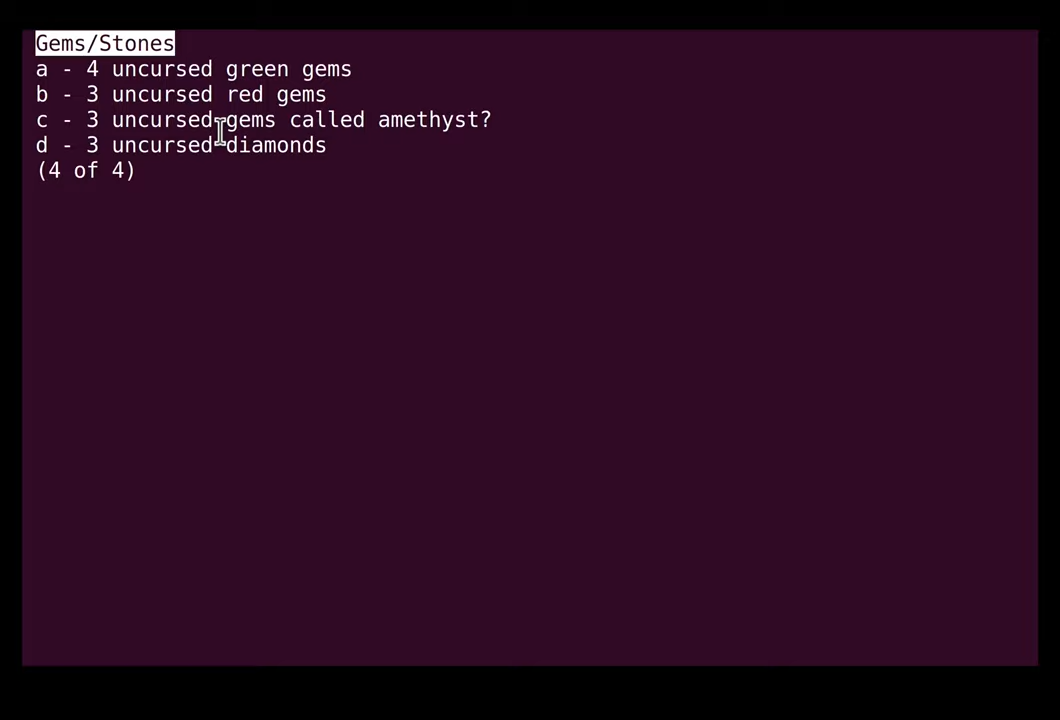 Gems/Stones
a - 4 uncursed green gems
b - 3 uncursed red gems
c - 3 uncursed gems called amethyst?
d - 3 uncursed diamonds
(4 of 4)